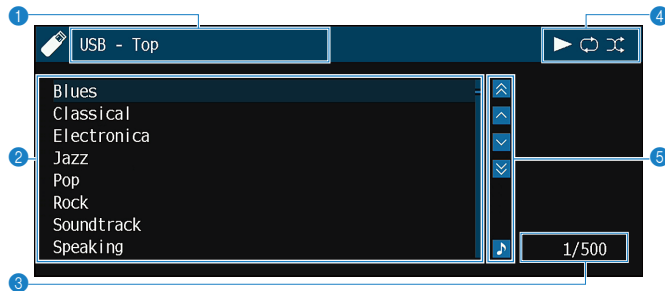 1
4
USB - Top
Blues
Classical
Electronica
2
Jazz
5
Pop
Rock
Soundtrack
Speaking
1/500
3